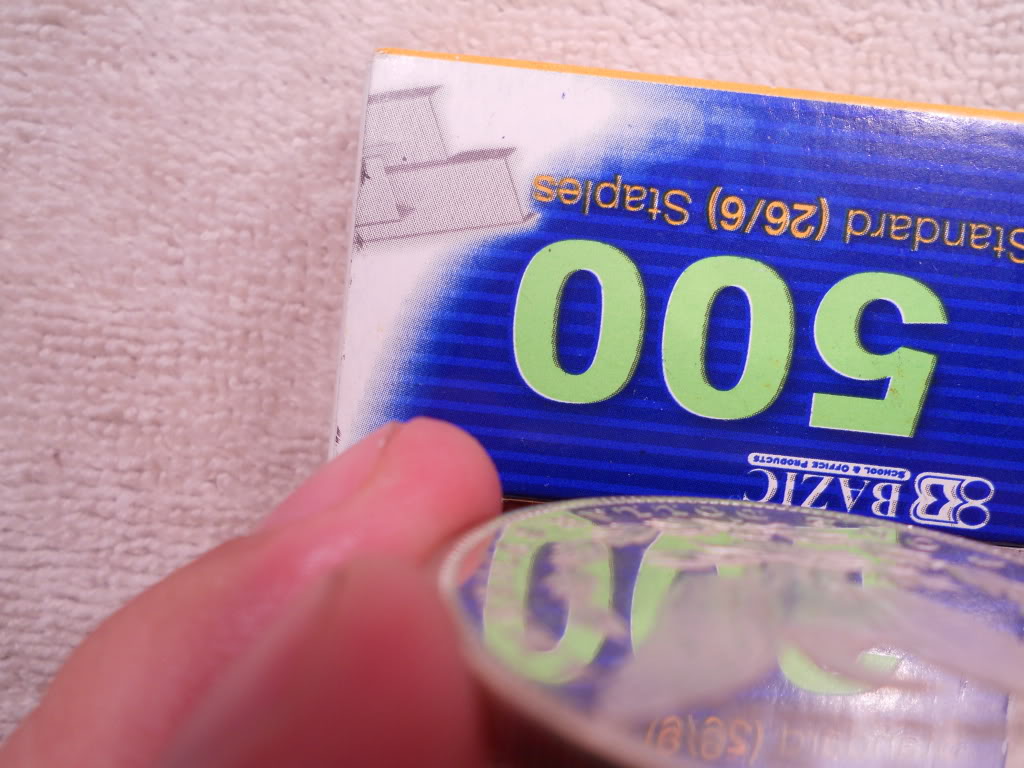 BAZIC
SCHOOL & OFFICE PRODUCTS
500
Standard (26/6) Staples